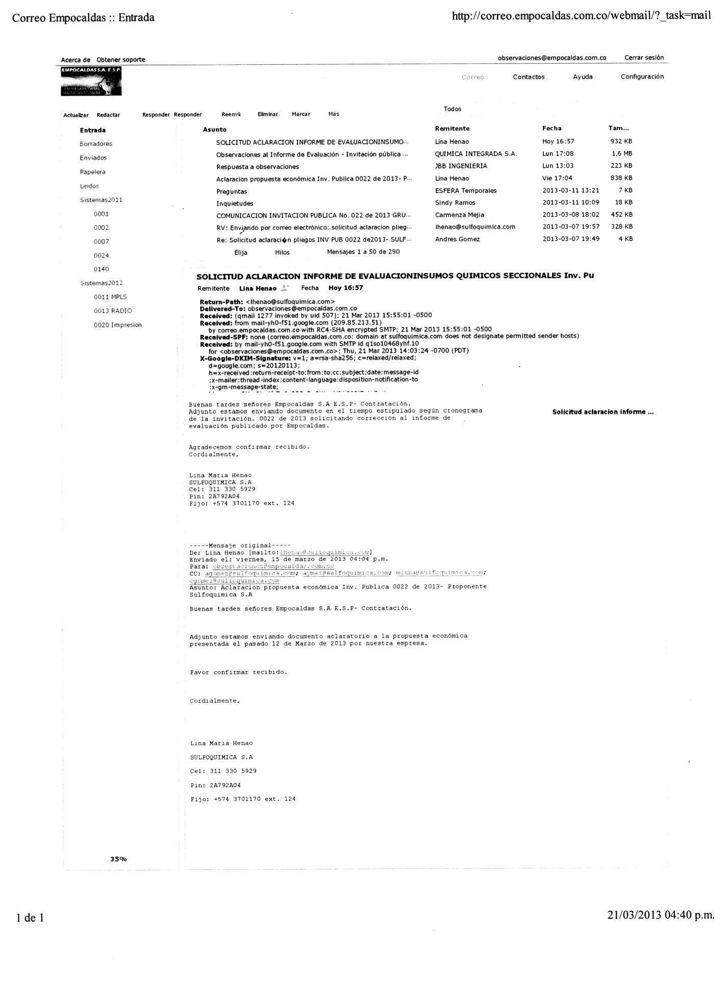 Correo Empocaldas :: Entrada
http://correo.empocaldas.com.co/webmail/?_task=mail
Acerca de Obtener soporte
observaciones@empocaldas.com.co Cerrar sesión
EMPOCALDAS S.A. E.S.P.
EMPRESA DE OBRAS
SANITARIAS DE CALDAS
Correo Contactos Ayuda Configuración
Todos
Actualizar Redactar Responder Responder Reenvi Eliminar Marcar Más
Entrada
Borradores
Enviados
Papelera
Leidos
Sistemas2011
0001
0002
0007
0024
0140
Sistemas2012
0011 MPLS
0013 RADIO
0020 Impresion
35%
Asunto Remitente Fecha Tam...
SOLICITUD ACLARACION INFORME DE EVALUACIONINSUMO... Lina Henao Hoy 16:57 932 KB
Observaciones al Informe de Evaluación - Invitación pública ... QUIMICA INTEGRADA S.A. Lun 17:08 1,6 MB
Respuesta a observaciones JBB INGENIERIA Lun 13:03 223 KB
Aclaracion propuesta económica Inv. Publica 0022 de 2013- P... Lina Henao Vie 17:04 838 KB
Preguntas ESFERA Temporales 2013-03-11 13:21 7 KB
Inquietudes Sindy Ramos 2013-03-11 10:09 18 KB
COMUNICACION INVITACION PUBLICA No. 022 de 2013 GRU... Carmenza Mejia 2013-03-08 18:02 452 KB
RV: Enviando por correo electrónico: solicitud aclaracion plieg... lhenao@sulfoquimica.com 2013-03-07 19:57 328 KB
Re: Solicitud aclaraci�n pliegos INV PUB 0022 de2013- SULF... Andres Gomez 2013-03-07 19:49 4 KB
Elija Hilos Mensajes 1 a 50 de 290
SOLICITUD ACLARACION INFORME DE EVALUACIONINSUMOS QUIMICOS SECCIONALES Inv. Pu
Remitente Lina Henao Fecha Hoy 16:57
Return-Path: <lhenao@sulfoquimica.com>
Delivered-To: observaciones@empocaldas.com.co
Received: (qmail 1277 invoked by uid 507); 21 Mar 2013 15:55:01 -0500
Received: from mail-yh0-f51.google.com (209.85.213.51)
by correo.empocaldas.com.co with RC4-SHA encrypted SMTP; 21 Mar 2013 15:55:01 -0500
Received-SPF: none (correo.empocaldas.com.co: domain at sulfoquimica.com does not designate permitted sender hosts)
Received: by mail-yh0-f51.google.com with SMTP id q1so10468yhf.10
for <observaciones@empocaldas.com.co>; Thu, 21 Mar 2013 14:03:24 -0700 (PDT)
X-Google-DKIM-Signature: v=1; a=rsa-sha256; c=relaxed/relaxed;
d=google.com; s=20120113;
h=x-received:return-receipt-to:from:to:cc:subject:date:message-id
:x-mailer:thread-index:content-language:disposition-notification-to
:x-gm-message-state;
Buenas tardes señores Empocaldas S.A E.S.P- Contratación.
Adjunto estamos enviando documento en el tiempo estipulado según cronograma
de la invitación. 0022 de 2013 solicitando corrección al informe de
evaluación publicado por Empocaldas.
Solicitud aclaracion informe ...
Agradecemos confirmar recibido.
Cordialmente,
Lina Maria Henao
SULFOQUIMICA S.A
Cel: 311 330 5929
Pin: 2A792A04
Fijo: +574 3701170 ext. 124
-----Mensaje original-----
De: Lina Henao [mailto:lhenao@sulfoquimica.com]
Enviado el: viernes, 15 de marzo de 2013 04:04 p.m.
Para: observaciones@empocaldas.com.co
CC: agomez@sulfoquimica.com; aymer@sulfoquimica.com; mluna@sulfoquimica.com;
cgomez@sulfoquimica.com
Asunto: Aclaracion propuesta económica Inv. Publica 0022 de 2013- Proponente
Sulfoquimica S.A
Buenas tardes señores Empocaldas S.A E.S.P- Contratación.
Adjunto estamos enviando documento aclaratorio a la propuesta económica
presentada el pasado 12 de Marzo de 2013 por nuestra empresa.
Favor confirmar recibido.
Cordialmente,
Lina Maria Henao
SULFOQUIMICA S.A
Cel: 311 330 5929
Pin: 2A792A04
Fijo: +574 3701170 ext. 124
1 de 1
21/03/2013 04:40 p.m.